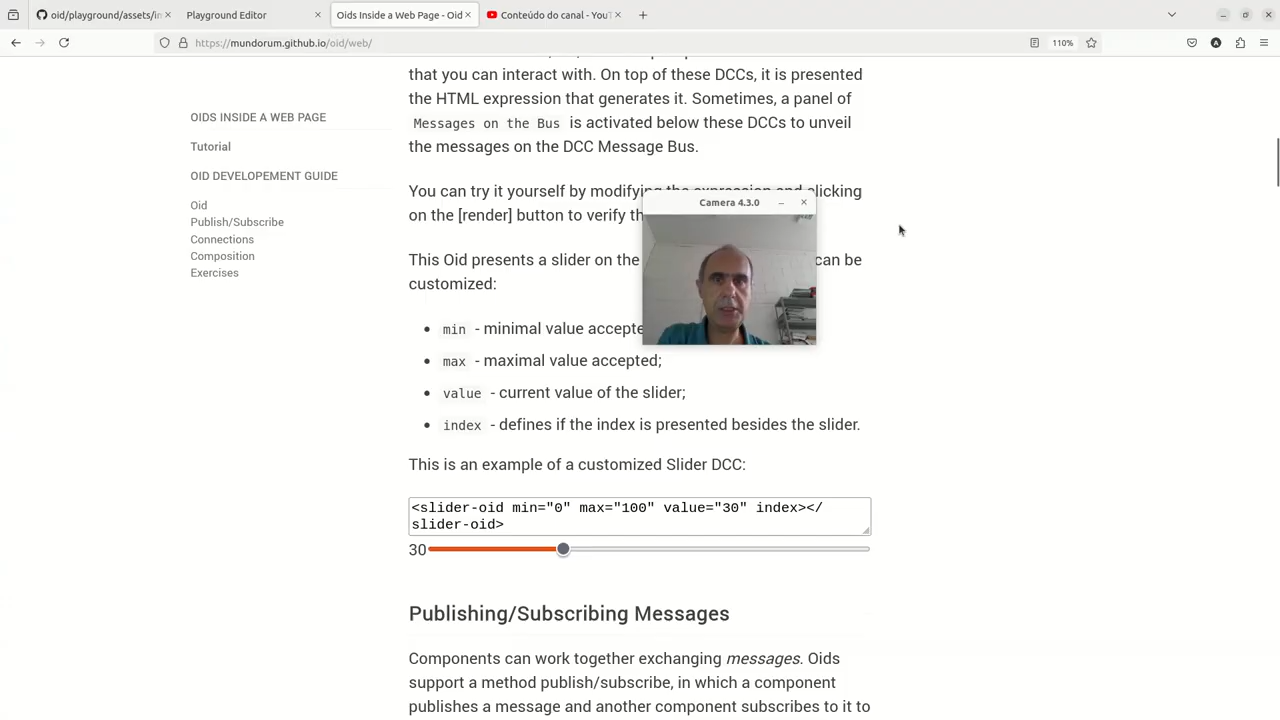 oid/playground/assets/in
Playground Editor
Oids Inside a Web Page - Oid
Conteúdo do canal - YouT
https://mundorum.github.io/oid/web/
110%
OIDS INSIDE A WEB PAGE
Tutorial
OID DEVELOPEMENT GUIDE
Oid
Publish/Subscribe
Connections
Composition
Exercises
that you can interact with. On top of these DCCs, it is presented
the HTML expression that generates it. Sometimes, a panel of
Messages on the Bus is activated below these DCCs to unveil
the messages on the DCC Message Bus.
You can try it yourself by modifying the expression and clicking
on the [render] button to verify th
Camera 4.3.0
This Oid presents a slider on the can be
customized:
min - minimal value accepte
max - maximal value accepted;
value - current value of the slider;
index - defines if the index is presented besides the slider.
This is an example of a customized Slider DCC:
<slider-oid min="0" max="100" value="30" index></
slider-oid>
30
Publishing/Subscribing Messages
Components can work together exchanging messages. Oids
support a method publish/subscribe, in which a component
publishes a message and another component subscribes to it to